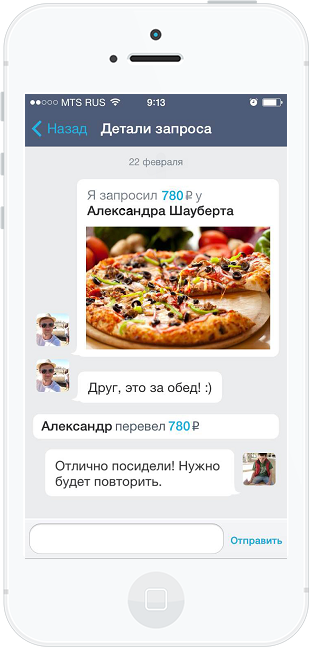 MTS RUS 9:13
Назад Детали запроса
22 февраля
Я запросил 780 ₽ у
Александра Шауберта
Друг, это за обед! :)
Александр перевел 780 ₽
Отлично посидели! Нужно
будет повторить.
Отправить